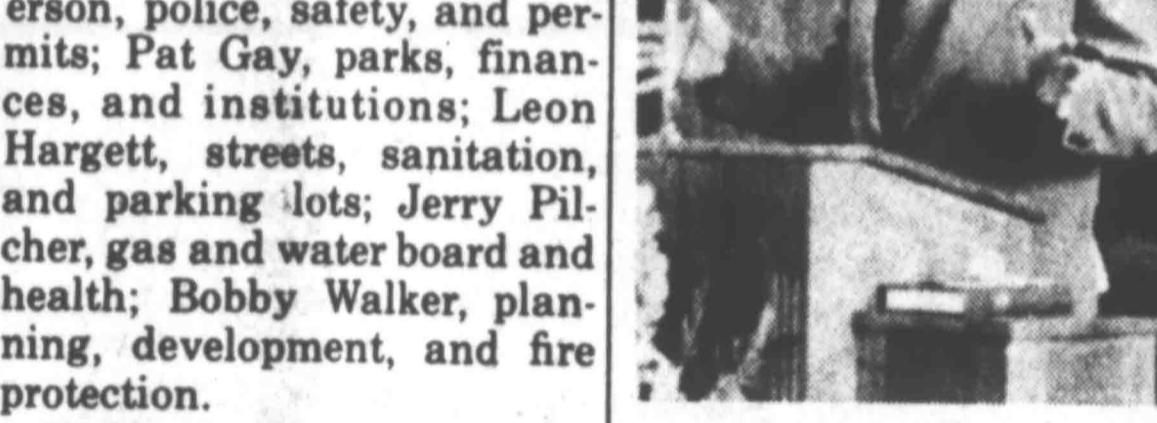 erson, police, safety, and per-
mits; Pat Gay, parks, finan-
ces, and institutions; Leon
Hargett, streets, sanitation,
and parking lots; Jerry Pil-
cher, gas and water board and
health; Bobby Walker, plan-
ning, development, and fire
protection.